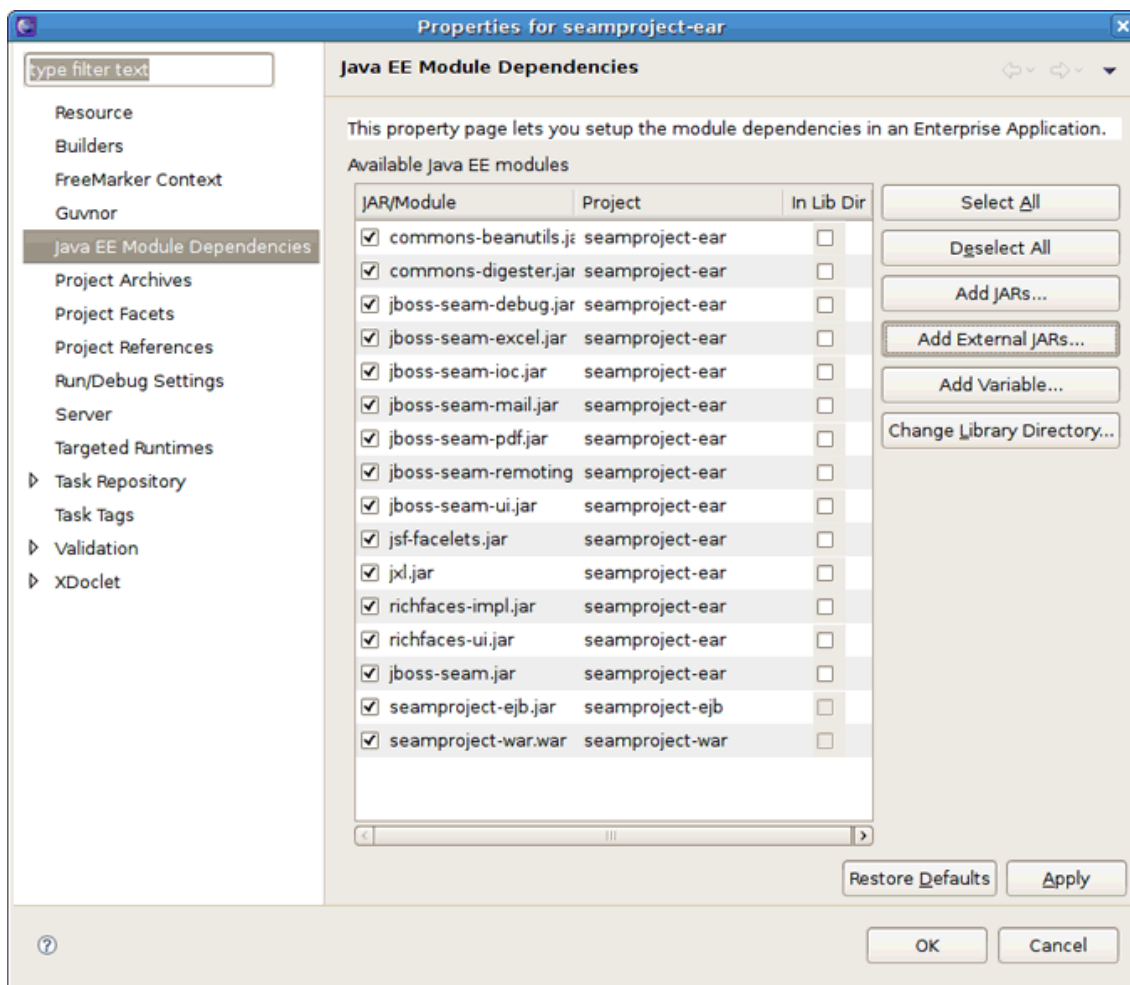 Properties for seamproject-ear
type filter text
Resource
Builders
FreeMarker Context
Guvnor
Java EE Module Dependencies
Project Archives
Project Facets
Project References
Run/Debug Settings
Server
Targeted Runtimes
Task Repository
Task Tags
Validation
XDoclet
Java EE Module Dependencies
This property page lets you setup the module dependencies in an Enterprise Application.
Available Java EE modules
JAR/Module Project In Lib Dir
commons-beanutils.ja seamproject-ear
commons-digester.jar seamproject-ear
jboss-seam-debug.jar seamproject-ear
jboss-seam-excel.jar seamproject-ear
jboss-seam-ioc.jar seamproject-ear
jboss-seam-mail.jar seamproject-ear
jboss-seam-pdf.jar seamproject-ear
jboss-seam-remoting seamproject-ear
jboss-seam-ui.jar seamproject-ear
jsf-facelets.jar seamproject-ear
jxl.jar seamproject-ear
richfaces-impl.jar seamproject-ear
richfaces-ui.jar seamproject-ear
jboss-seam.jar seamproject-ear
seamproject-ejb.jar seamproject-ejb
seamproject-war.war seamproject-war
Select All
Deselect All
Add JARs...
Add External JARs...
Add Variable...
Change Library Directory...
Restore Defaults
Apply
OK
Cancel